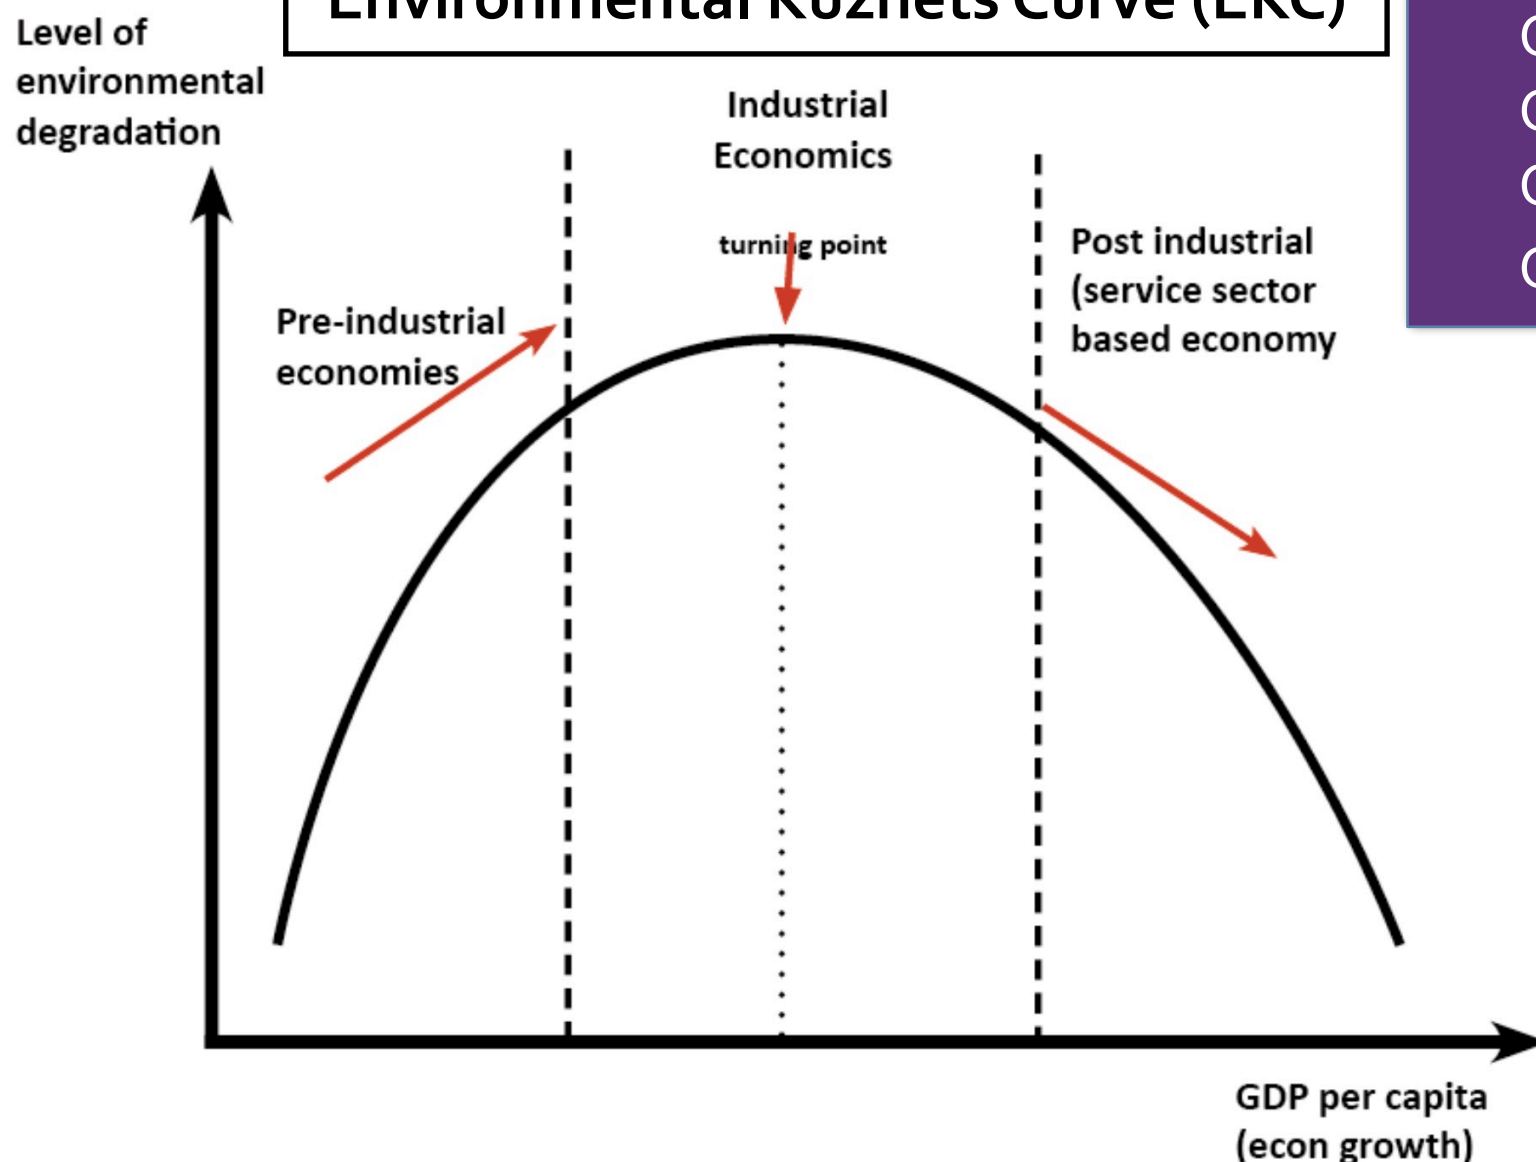 Environmental Kuznets Curve (EKC)
Level of
environmental
degradation
Industrial
Economics
turning point
Pre-industrial
economies
Post industrial
(service sector
based economy
GDP per capita
(econ growth)